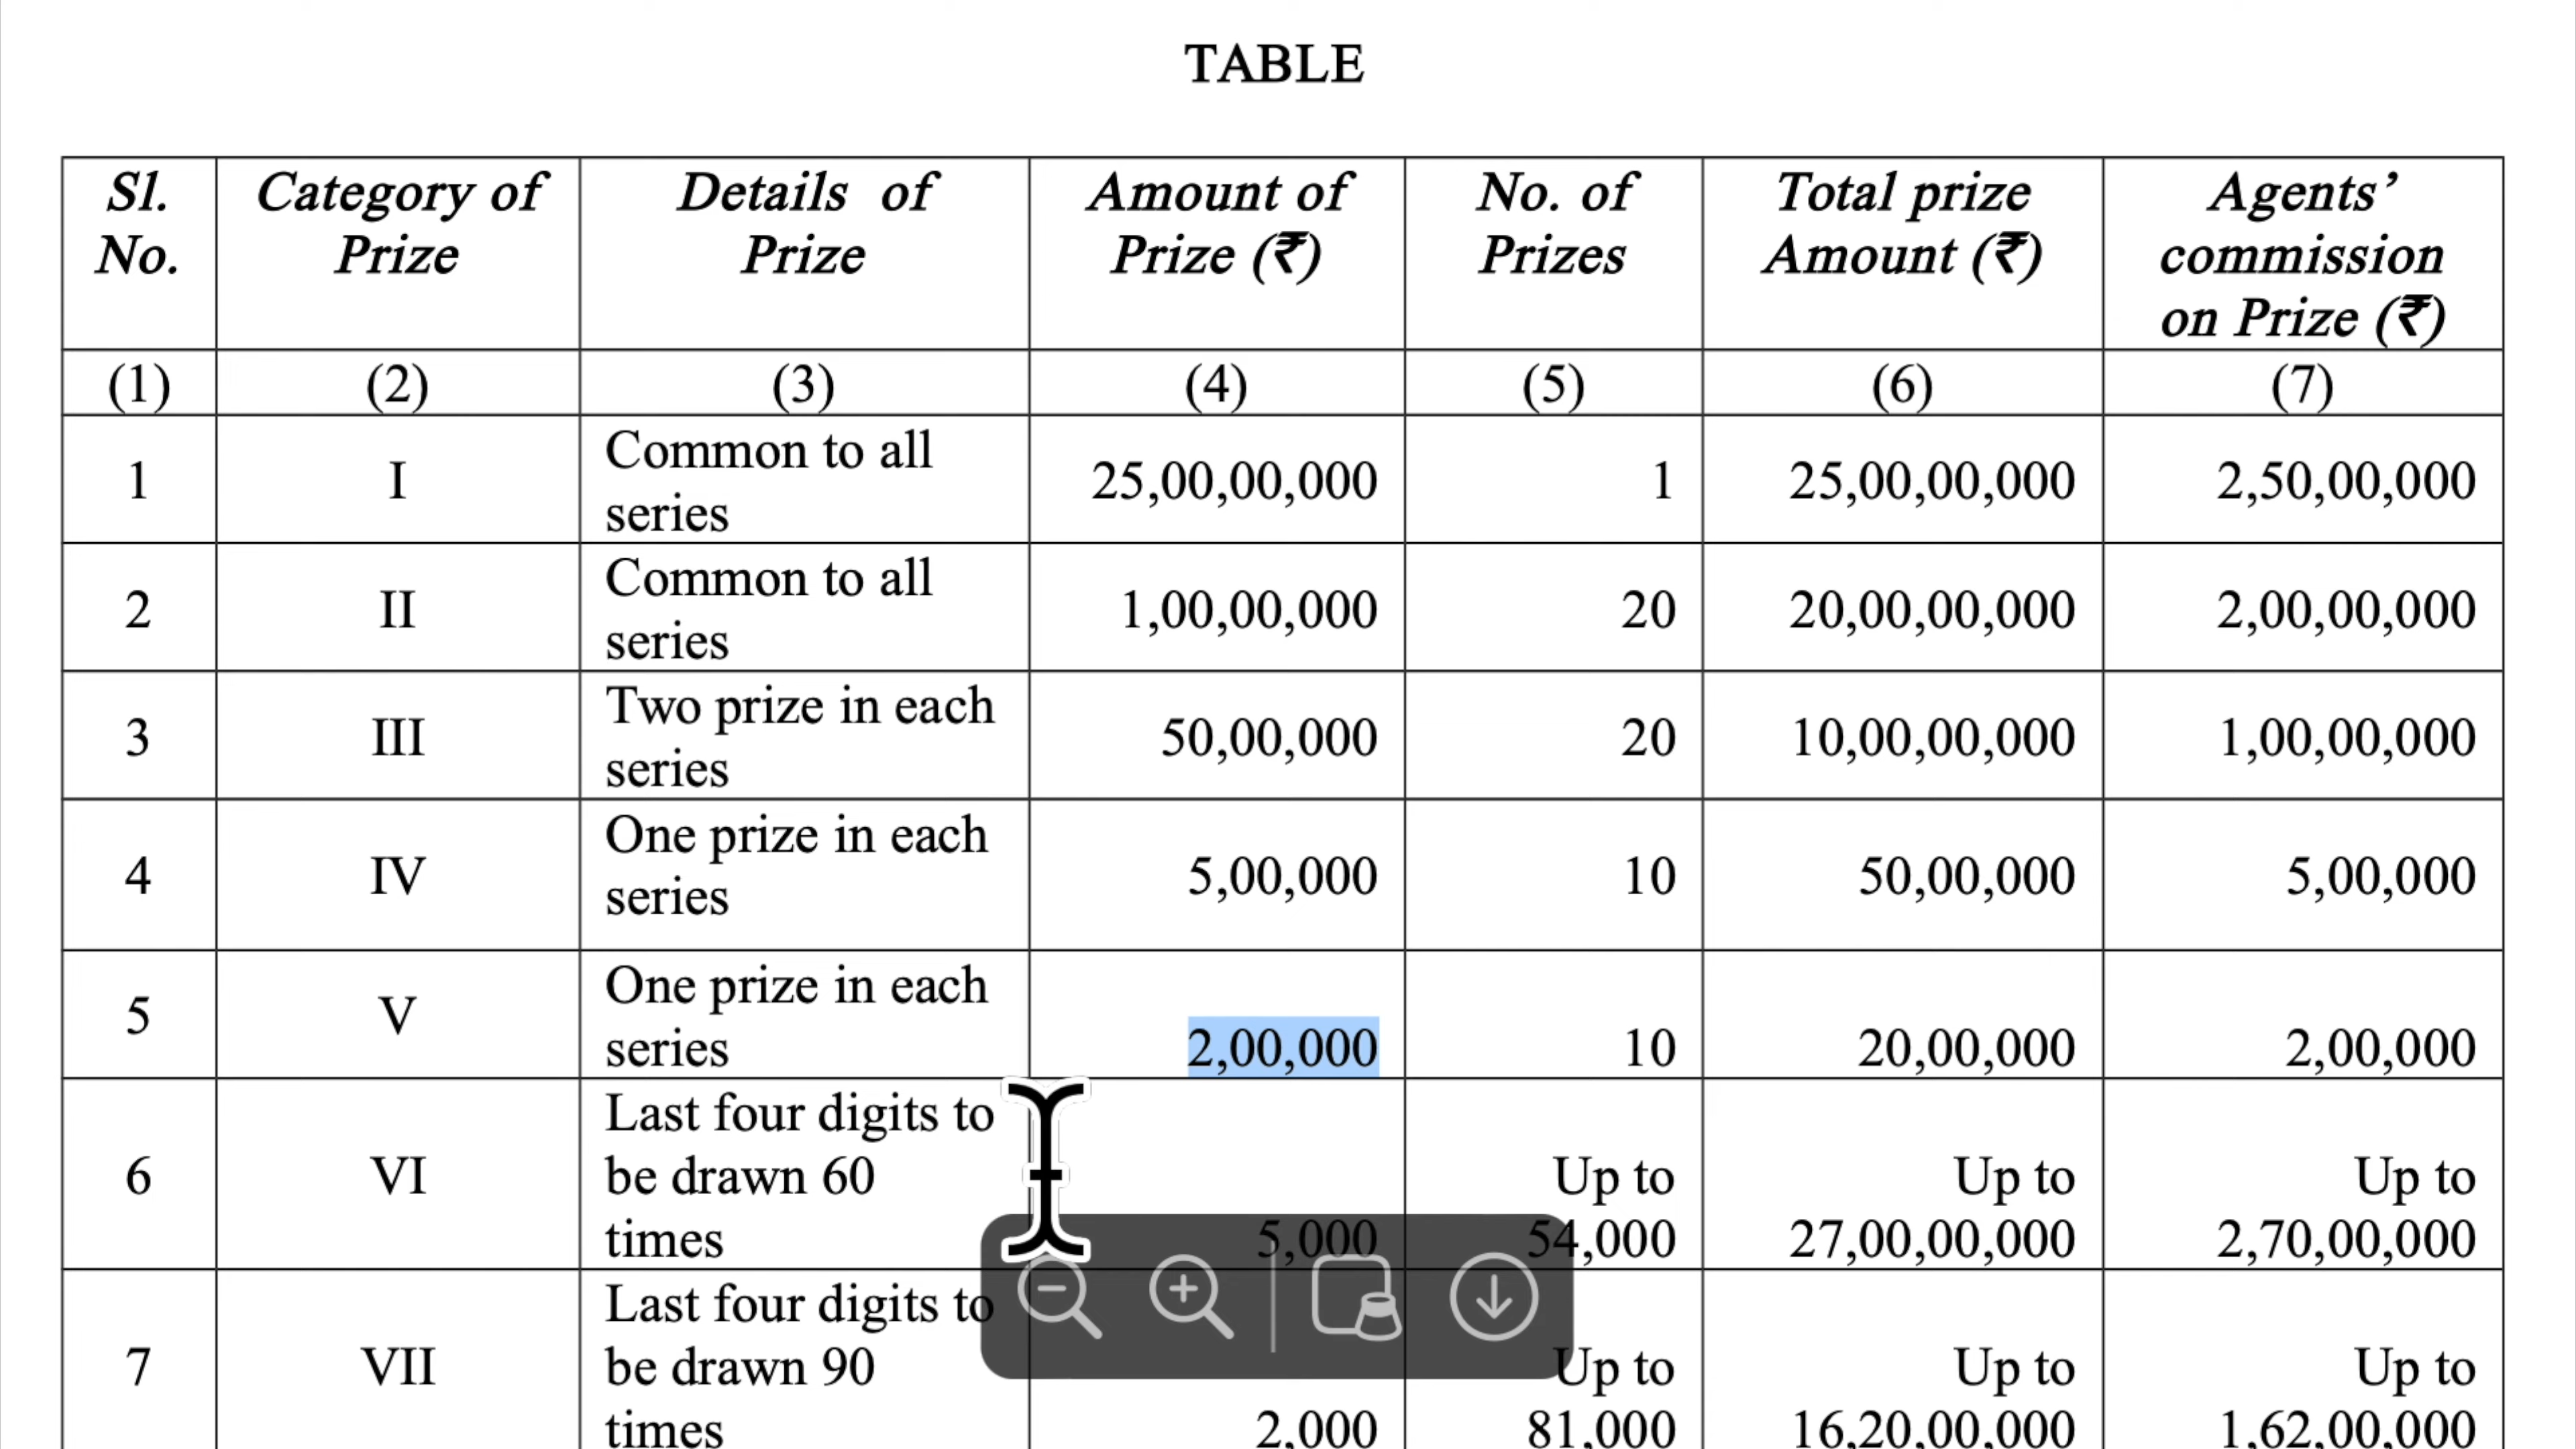 TABLE
Sl. No. Category of Prize Details of Prize Amount of Prize (₹) No. of Prizes Total prize Amount (₹) Agents’ commission on Prize (₹)
(1) (2) (3) (4) (5) (6) (7)
1 I Common to all series 25,00,00,000 1 25,00,00,000 2,50,00,000
2 II Common to all series 1,00,00,000 20 20,00,00,000 2,00,00,000
3 III Two prize in each series 50,00,000 20 10,00,00,000 1,00,00,000
4 IV One prize in each series 5,00,000 10 50,00,000 5,00,000
5 V One prize in each series 2,00,000 10 20,00,000 2,00,000
6 VI Last four digits to be drawn 60 times 5,000 Up to 54,000 Up to 27,00,00,000 Up to 2,70,00,000
7 VII Last four digits to be drawn 90 times 2,000 Up to 81,000 Up to 16,20,00,000 Up to 1,62,00,000